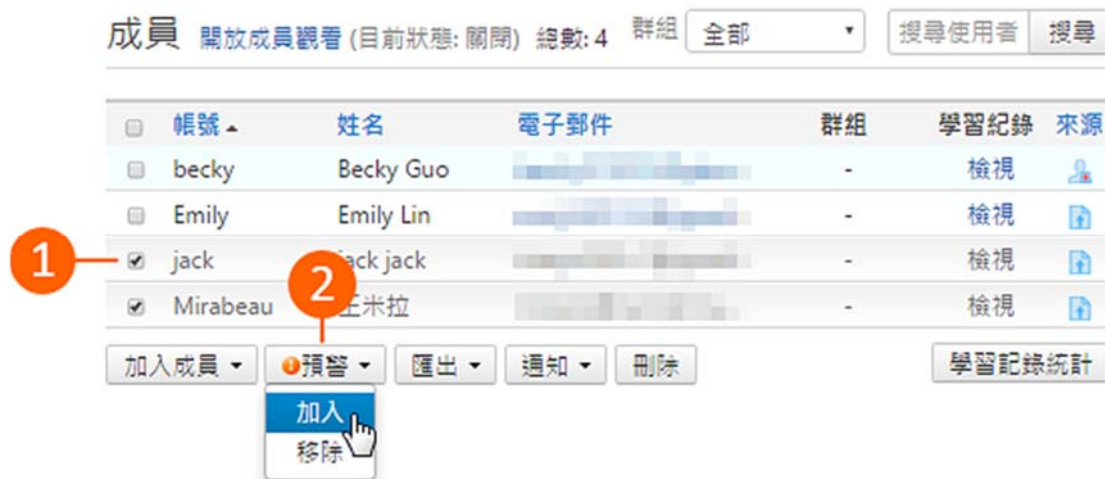 成員 開放成員觀看 (目前狀態: 關閉) 總數: 4 群組 全部 搜尋使用者 搜尋
帳號 姓名 電子郵件 群組 學習紀錄 來源
becky Becky Guo - 檢視
Emily Emily Lin - 檢視
1 jack jack jack - 檢視
Mirabeau 2 王米拉 - 檢視
加入成員 預警 匯出 通知 刪除 學習記錄統計
加入
移除